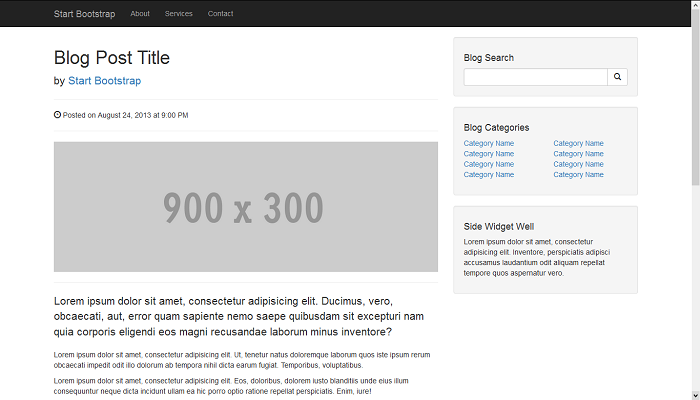 Start Bootstrap About Services Contact
Blog Post Title
by Start Bootstrap
Posted on August 24, 2013 at 9:00 PM
900 x 300
Lorem ipsum dolor sit amet, consectetur adipisicing elit. Ducimus, vero,
obcaecati, aut, error quam sapiente nemo saepe quibusdam sit excepturi nam
quia corporis eligendi eos magni recusandae laborum minus inventore?
Lorem ipsum dolor sit amet, consectetur adipisicing elit. Ut, tenetur natus doloremque laborum quos iste ipsum rerum
obcaecati impedit odit illo dolorum ab tempora nihil dicta earum fugiat. Temporibus, voluptatibus.
Lorem ipsum dolor sit amet, consectetur adipisicing elit. Eos, doloribus, dolorem iusto blanditiis unde eius illum
consequuntur neque dicta incidunt ullam ea hic porro optio ratione repellat perspiciatis. Enim, iure!
Blog Search
Blog Categories
Category Name Category Name
Category Name Category Name
Category Name Category Name
Category Name Category Name
Side Widget Well
Lorem ipsum dolor sit amet, consectetur
adipisicing elit. Inventore, perspiciatis adipisci
accusamus laudantium odit aliquam repellat
tempore quos aspernatur vero.